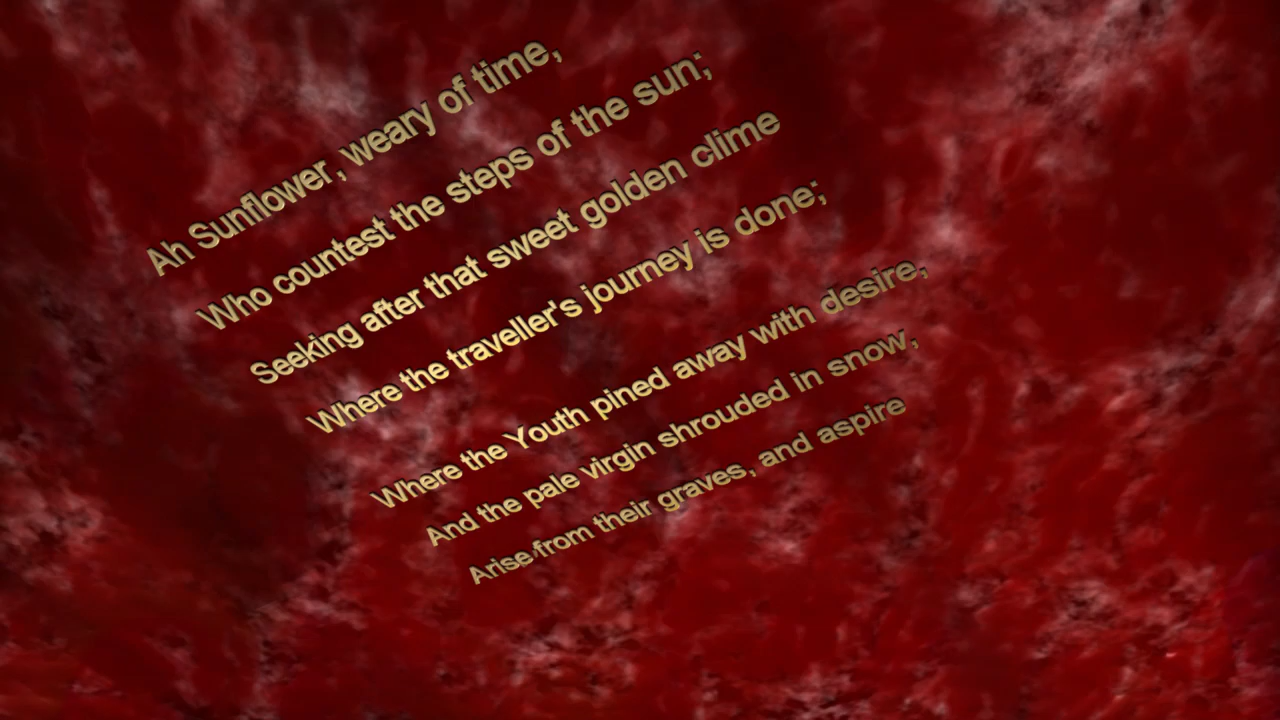 Ah Sunflower, weary of time,
Who countest the steps of the sun;
Seeking after that sweet golden clime
Where the traveller's journey is done;
Where the Youth pined away with desire,
And the pale virgin shrouded in snow,
Arise from their graves, and aspire